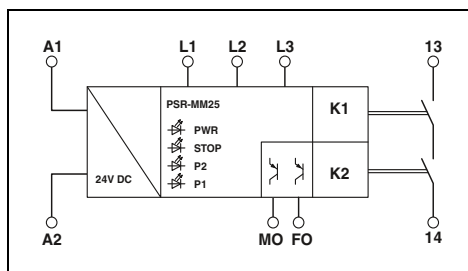 A1 L1 L2 L3 13
PSR-MM25
K1
PWR
STOP
P2
P1
K2
24V DC
A2 MO FO 14